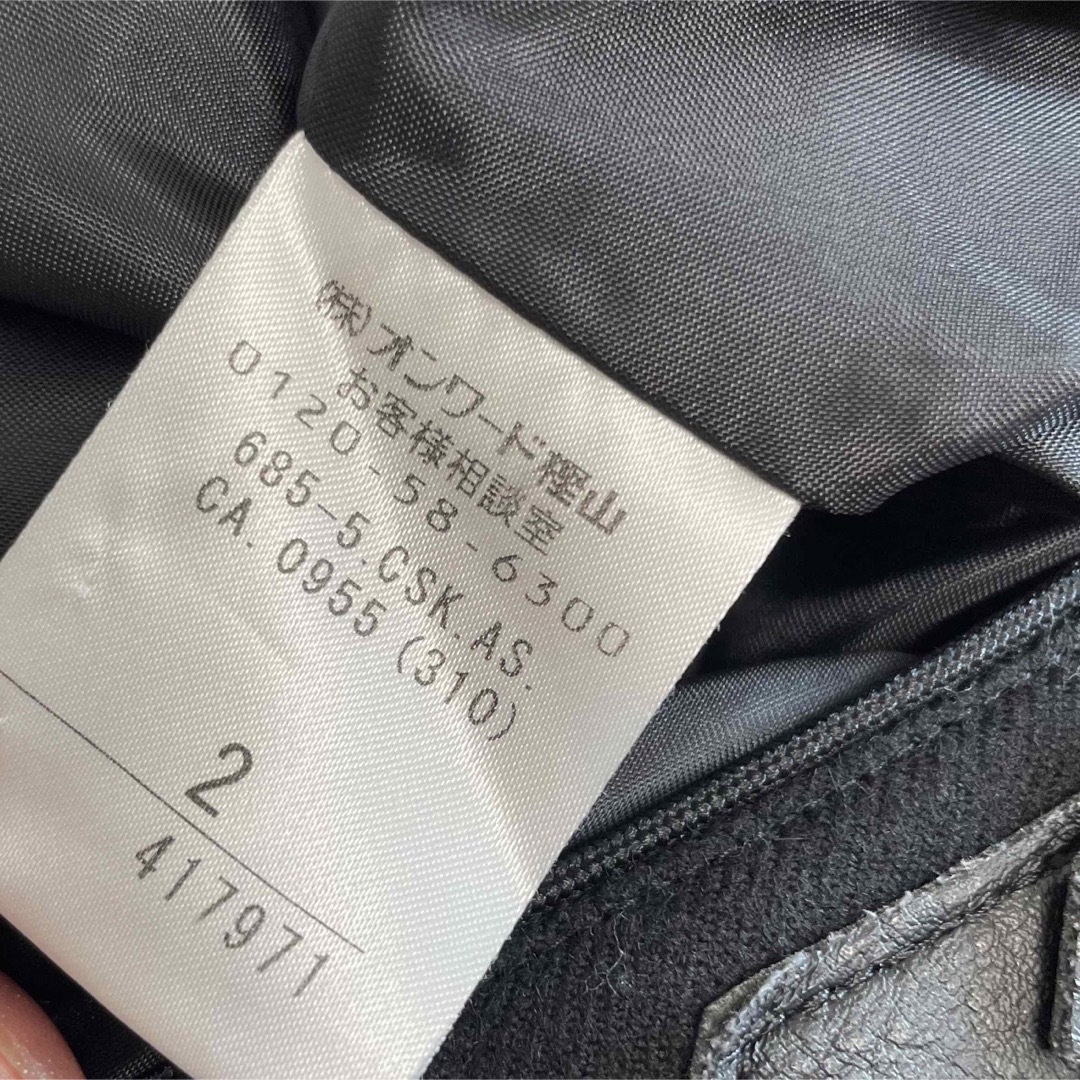 (株)オンワード樫山
お客様相談室
0120-58-6300
685-5.CSK.AS.
CA.0955(310)
2
417971